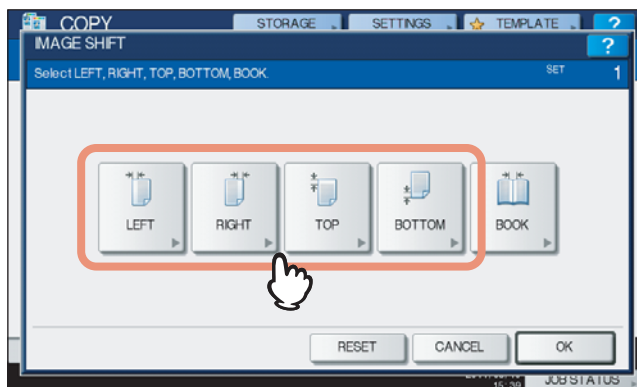 COPY STORAGE SETTINGS TEMPLATE ?
IMAGE SHIFT ?
Select LEFT, RIGHT, TOP, BOTTOM, BOOK. SET 1
LEFT RIGHT TOP BOTTOM BOOK
RESET CANCEL OK
15:39 JOB STATUS